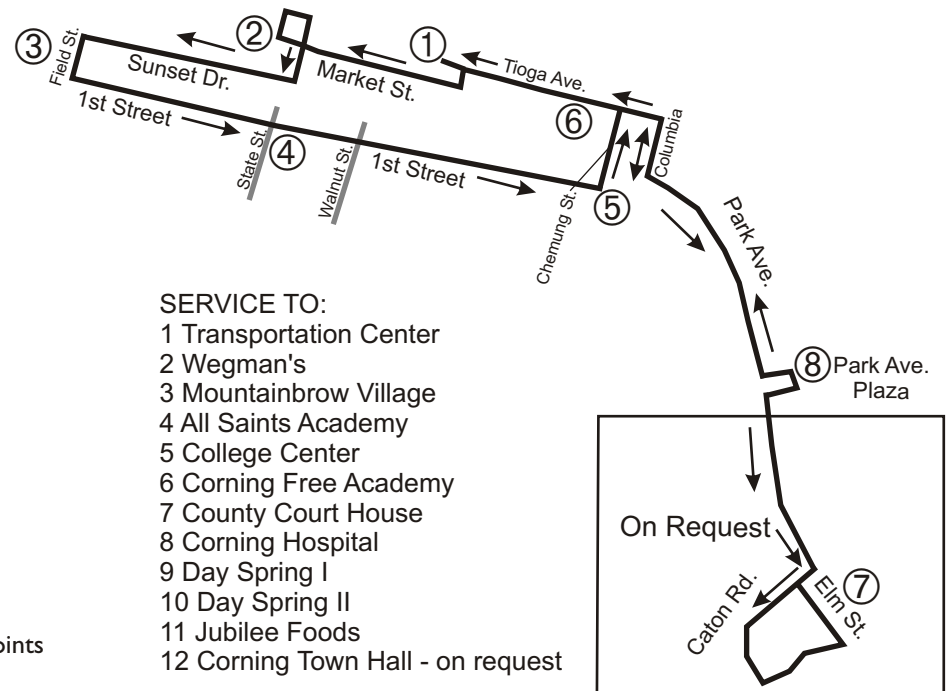 ③
Field St.
Sunset Dr.
②
Market St.
①
Tioga Ave.
⑥
Columbia
1st Street
State St.
④
Walnut St.
1st Street
Chemung St.
⑤
Park Ave.
⑧ Park Ave.
Plaza
SERVICE TO:
1 Transportation Center
2 Wegman's
3 Mountainbrow Village
4 All Saints Academy
5 College Center
6 Corning Free Academy
7 County Court House
8 Corning Hospital
9 Day Spring I
10 Day Spring II
11 Jubilee Foods
12 Corning Town Hall - on request
oints
On Request
Caton Rd.
Elm St.
⑦